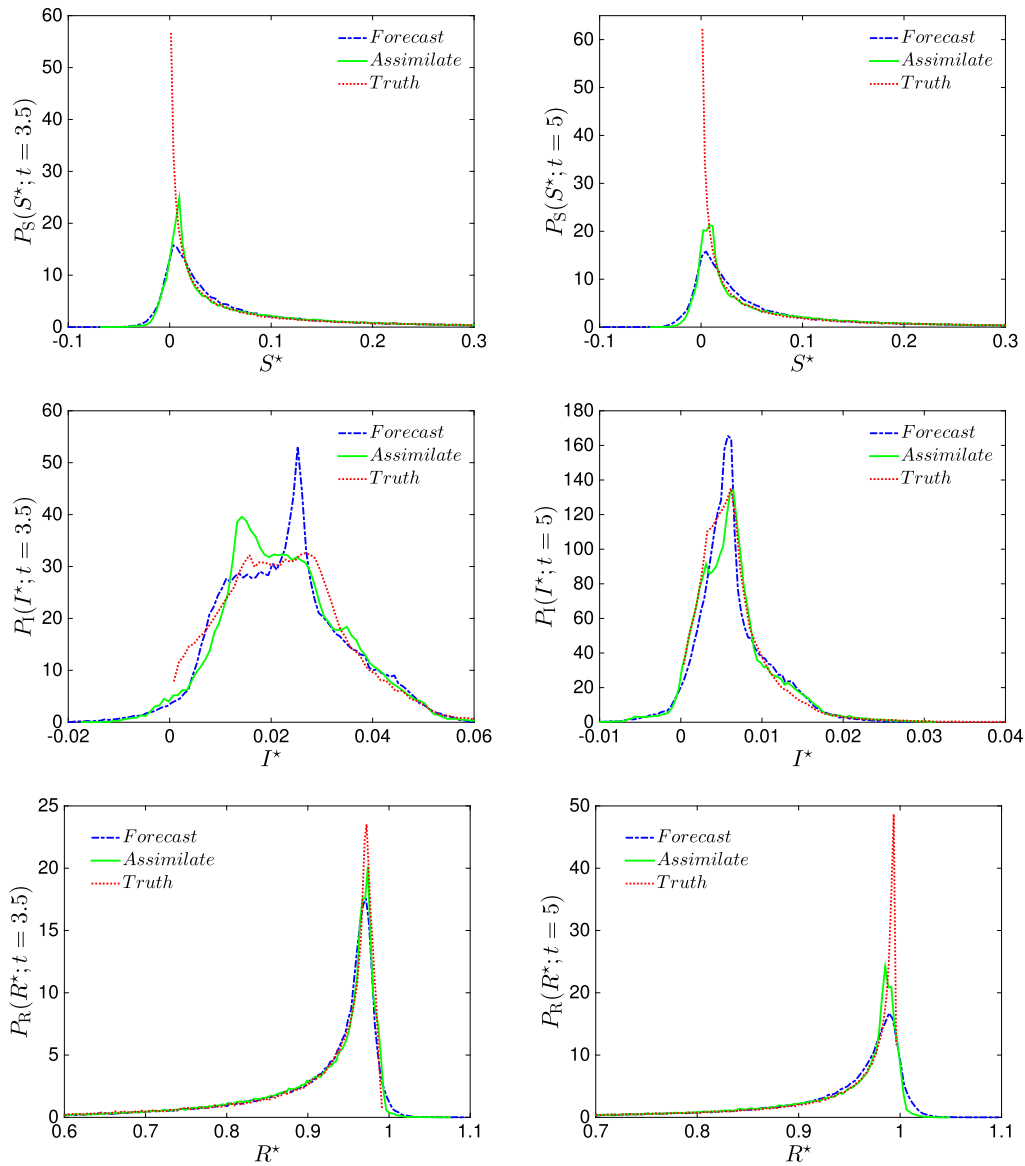 60
50
40
30
20
10
0
-0.1
0
0.1
0.2
0.3
P_S(S⋆; t = 3.5)
S⋆
Forecast
Assimilate
Truth
60
50
40
30
20
10
0
-0.1
0
0.1
0.2
0.3
P_S(S⋆; t = 5)
S⋆
Forecast
Assimilate
Truth
60
50
40
30
20
10
0
-0.02
0
0.02
0.04
0.06
P_I(I⋆; t = 3.5)
I⋆
Forecast
Assimilate
Truth
180
160
140
120
100
80
60
40
20
0
-0.01
0
0.01
0.02
0.03
0.04
P_I(I⋆; t = 5)
I⋆
Forecast
Assimilate
Truth
25
20
15
10
5
0
0.6
0.7
0.8
0.9
1
1.1
P_R(R⋆; t = 3.5)
R⋆
Forecast
Assimilate
Truth
50
40
30
20
10
0
0.7
0.8
0.9
1
1.1
P_R(R⋆; t = 5)
R⋆
Forecast
Assimilate
Truth